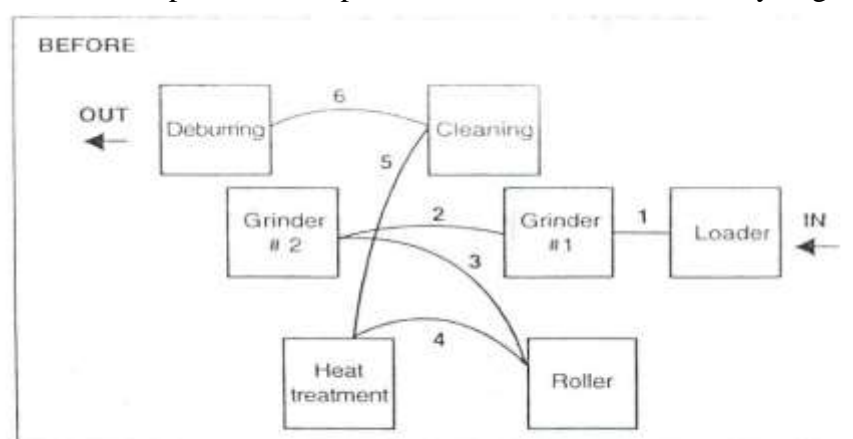 BEFORE
6
OUT
Deburring
Cleaning
5
Grinder
# 2
2
Grinder
#1
1
Loader
IN
3
4
Heat
treatment
Roller